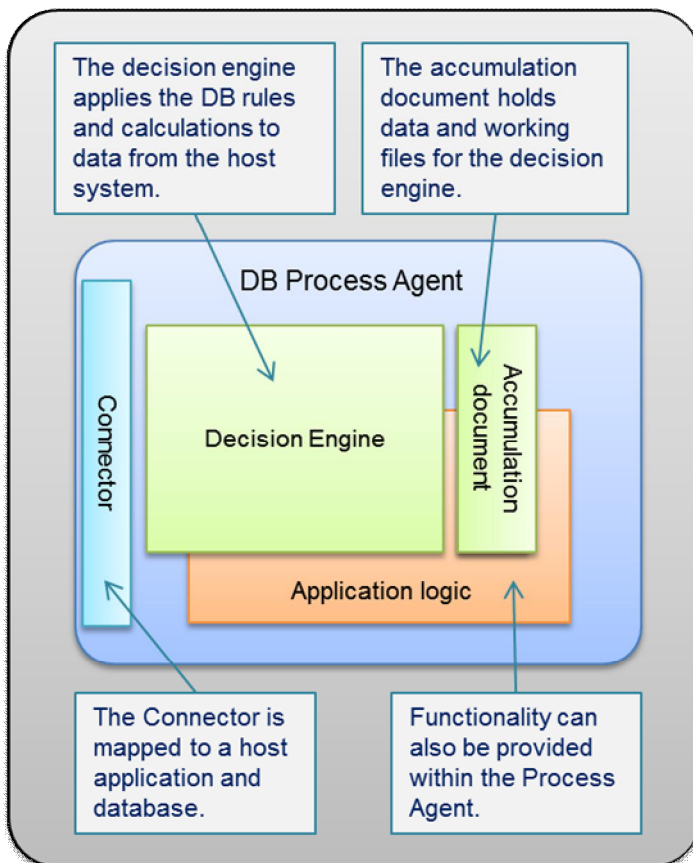 The decision engine
applies the DB rules
and calculations to
data from the host
system.
The accumulation
document holds
data and working
files for the decision
engine.
DB Process Agent
Connector
Decision Engine
Accumulation
document
Application logic
The Connector is
mapped to a host
application and
database.
Functionality can
also be provided
within the Process
Agent.